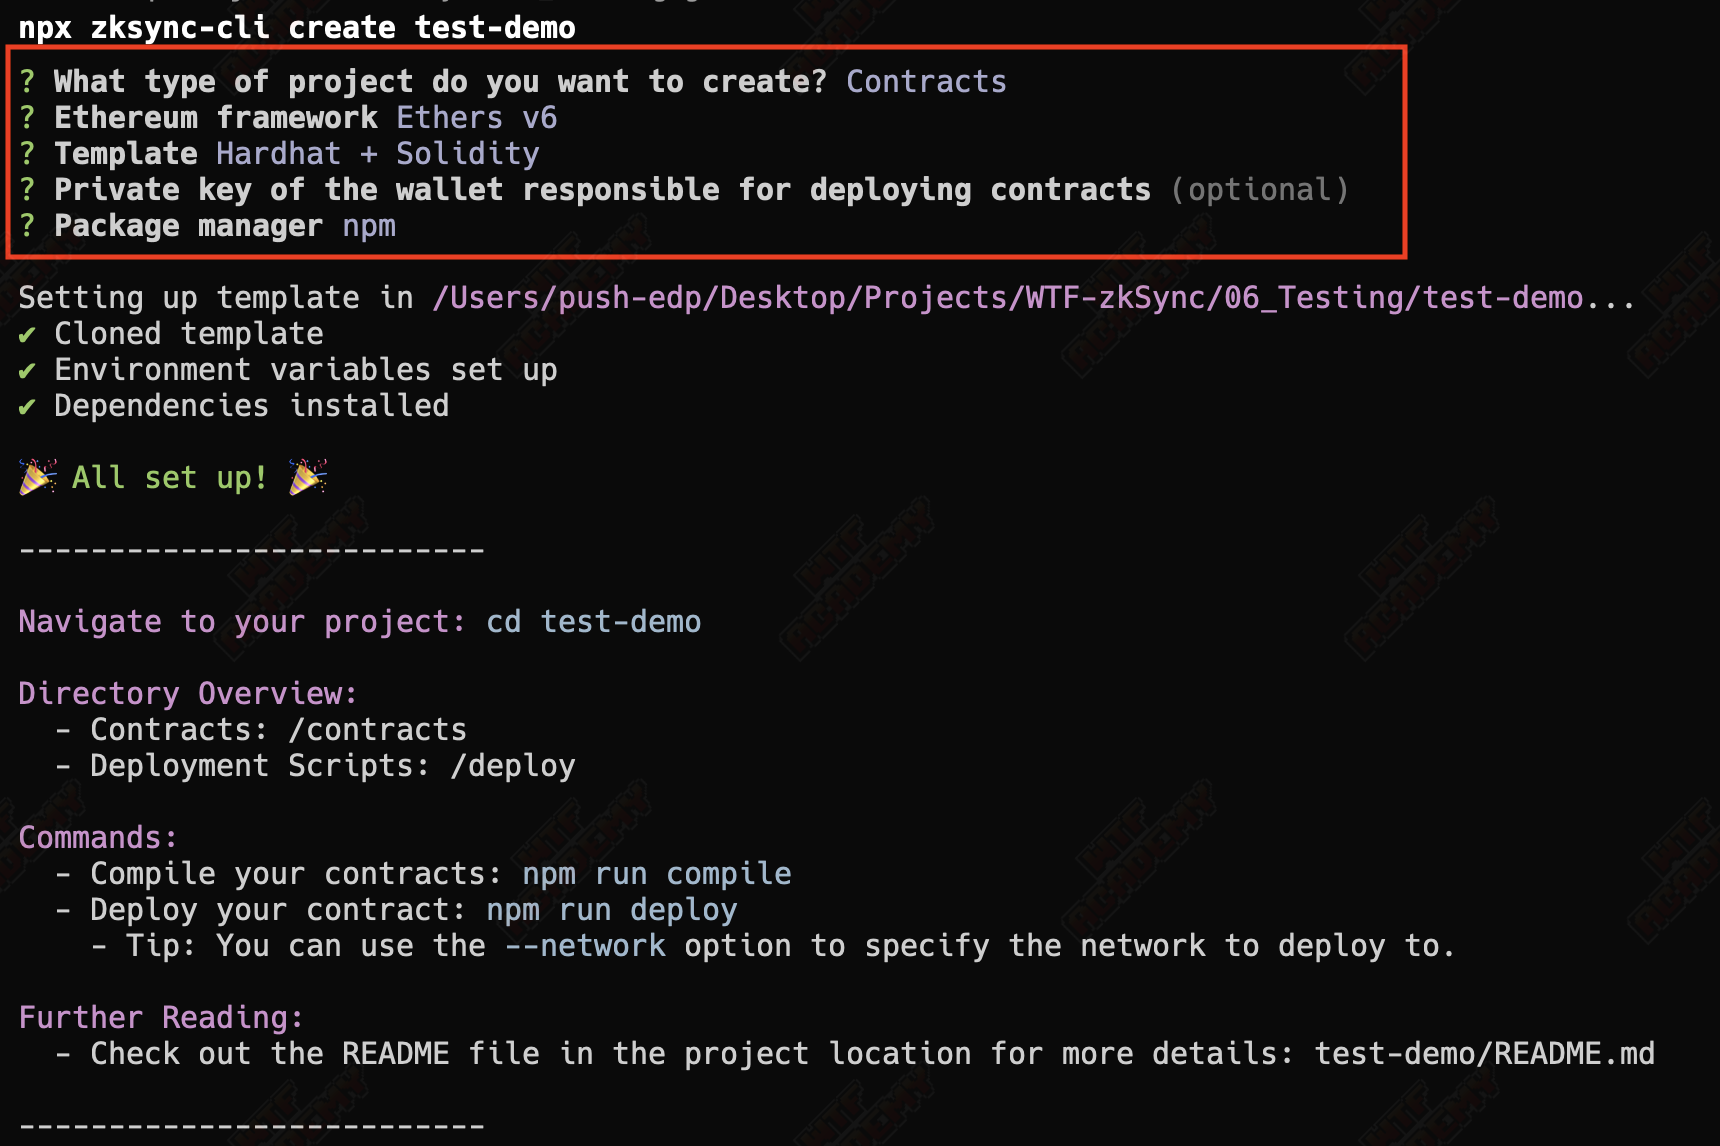 npx zksync-cli create test-demo
? What type of project do you want to create? Contracts
? Ethereum framework Ethers v6
? Template Hardhat + Solidity
? Private key of the wallet responsible for deploying contracts (optional)
? Package manager npm
Setting up template in /Users/push-edp/Desktop/Projects/WTF-zkSync/06_Testing/test-demo...
✔ Cloned template
✔ Environment variables set up
✔ Dependencies installed
🎉 All set up! 🎉
--------------------------
Navigate to your project: cd test-demo
Directory Overview:
- Contracts: /contracts
- Deployment Scripts: /deploy
Commands:
- Compile your contracts: npm run compile
- Deploy your contract: npm run deploy
- Tip: You can use the --network option to specify the network to deploy to.
Further Reading:
- Check out the README file in the project location for more details: test-demo/README.md
--------------------------
WTF
ACADEMY